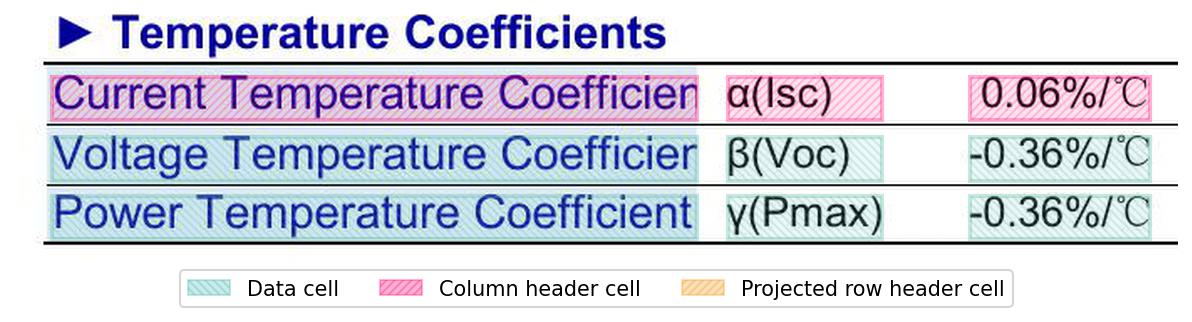 ► Temperature Coefficients
Current Temperature Coefficien α(Isc) 0.06%/℃
Voltage Temperature Coefficien β(Voc) -0.36%/℃
Power Temperature Coefficient γ(Pmax) -0.36%/℃
Data cell Column header cell Projected row header cell